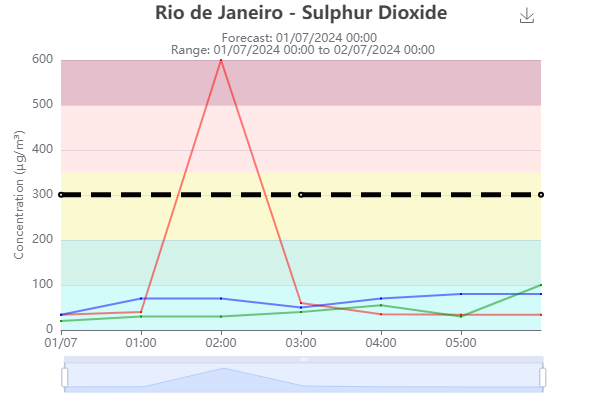 Rio de Janeiro - Sulphur Dioxide
Forecast: 01/07/2024 00:00
Range: 01/07/2024 00:00 to 02/07/2024 00:00
Concentration (µg/m³)
600
500
400
300
200
100
0
01/07 01:00 02:00 03:00 04:00 05:00